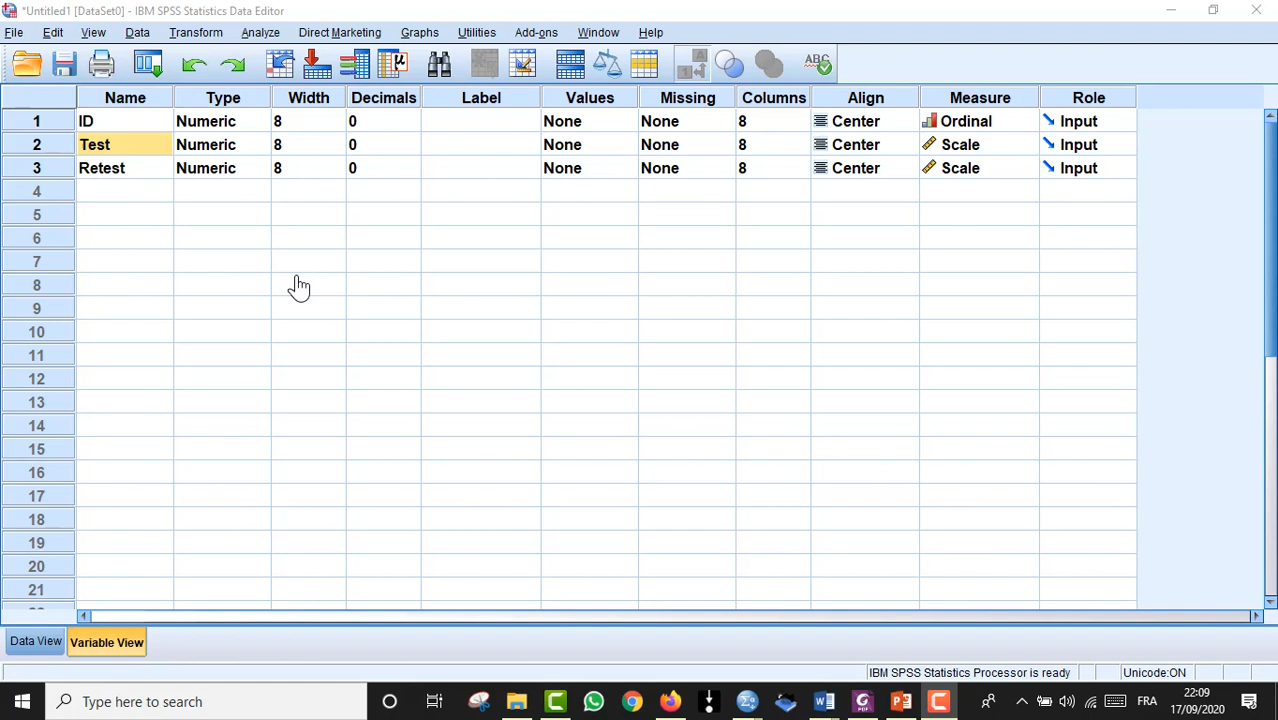 *Untitled1 [DataSet0] - IBM SPSS Statistics Data Editor
File Edit View Data Transform Analyze Direct Marketing Graphs Utilities Add-ons Window Help
A
14
μ
ABC
Name Type Width Decimals Label Values Missing Columns Align Measure Role
1 ID Numeric 8 0 None None 8 Center Ordinal Input
2 Test Numeric 8 0 None None 8 Center Scale Input
3 Retest Numeric 8 0 None None 8 Center Scale Input
4
5
6
7
8
9
10
11
12
13
14
15
16
17
18
19
20
21
Data View Variable View
IBM SPSS Statistics Processor is ready Unicode:ON
Type here to search
FRA
22:09
17/09/2020